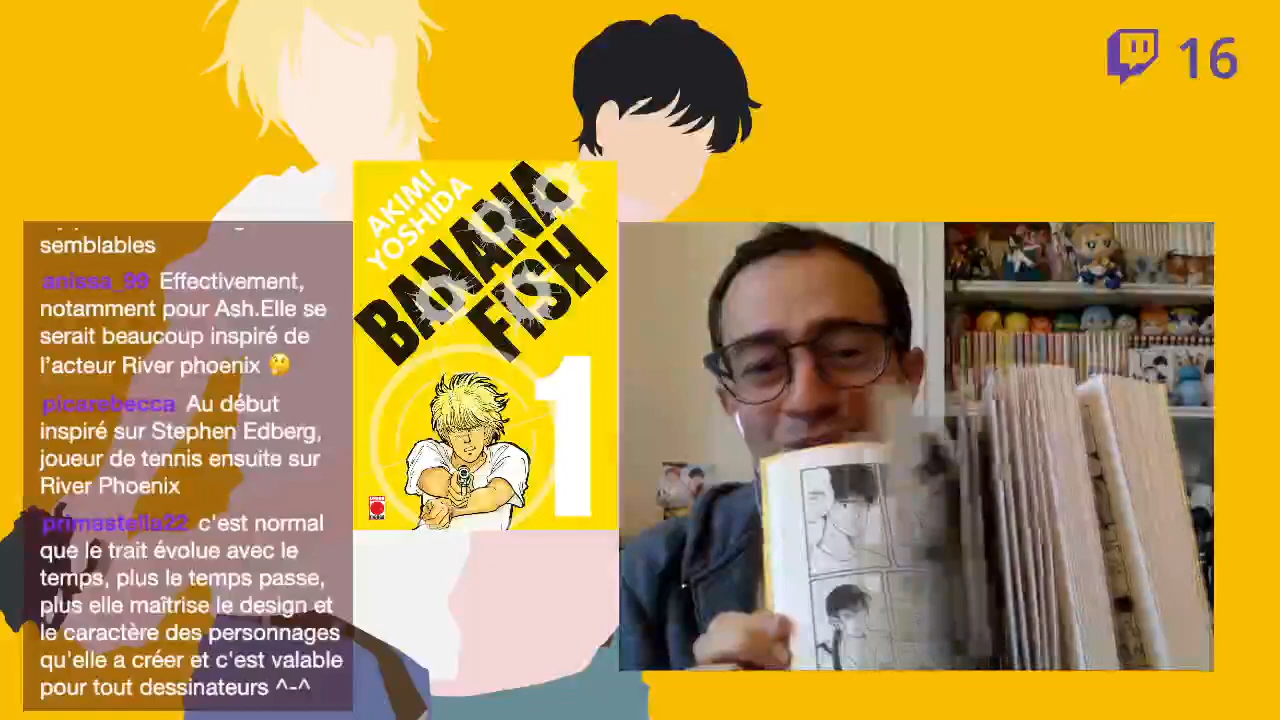 16
AKIMI
YOSHIDA
BANANA
FISH
1
semblables
anissa_99 Effectivement,
notamment pour Ash.Elle se
serait beaucoup inspiré de
l'acteur River phoenix 🤔
picarebecca Au début
inspiré sur Stephen Edberg,
joueur de tennis ensuite sur
River Phoenix
primastella22 c'est normal
que le trait évolue avec le
temps, plus le temps passe,
plus elle maîtrise le design et
le caractère des personnages
qu'elle a créer et c'est valable
pour tout dessinateurs ^-^